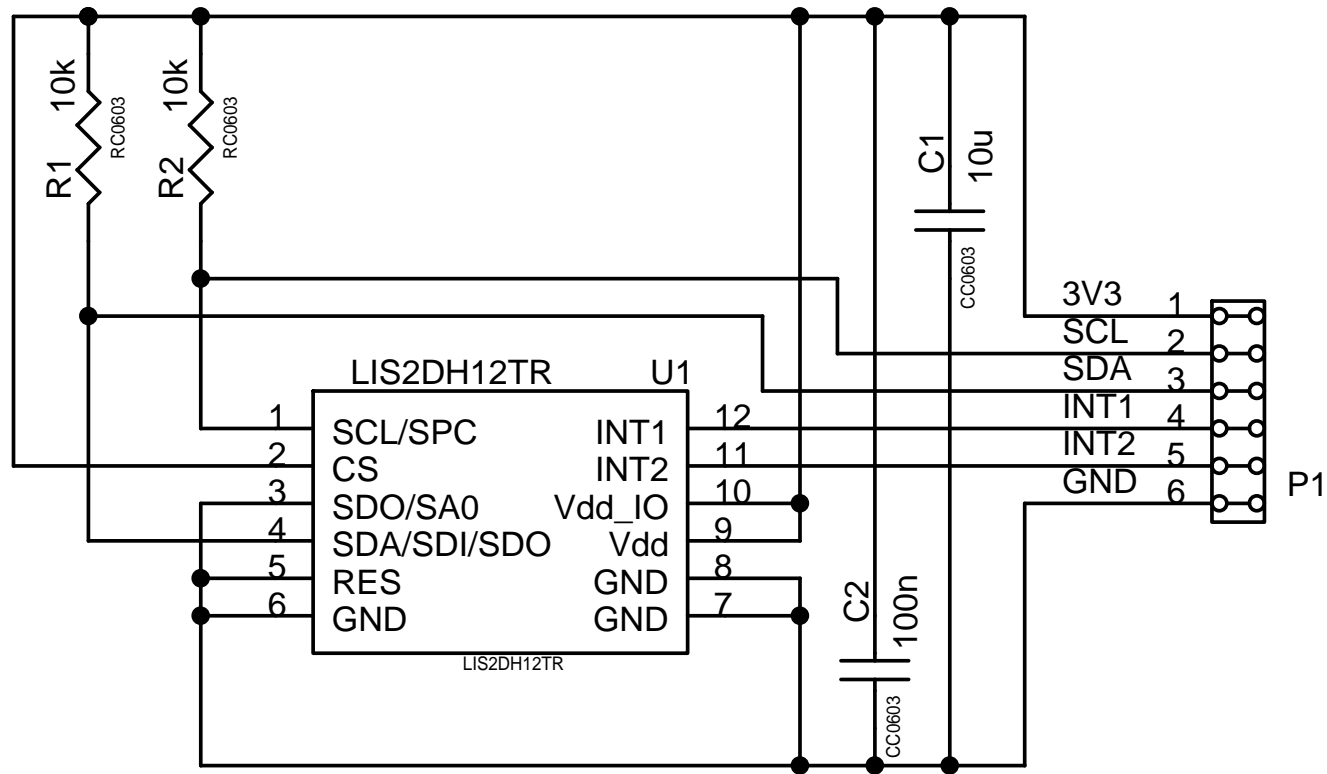 10k
RC0603
R1
10k
RC0603
R2
C1
10u
CC0603
3V3 1
SCL 2
SDA 3
INT1 4
INT2 5
GND 6
P1
LIS2DH12TR U1
1 SCL/SPC INT1 12
2 CS INT2 11
3 SDO/SA0 Vdd_IO 10
4 SDA/SDI/SDO Vdd 9
5 RES GND 8
6 GND GND 7
LIS2DH12TR
C2
100n
CC0603